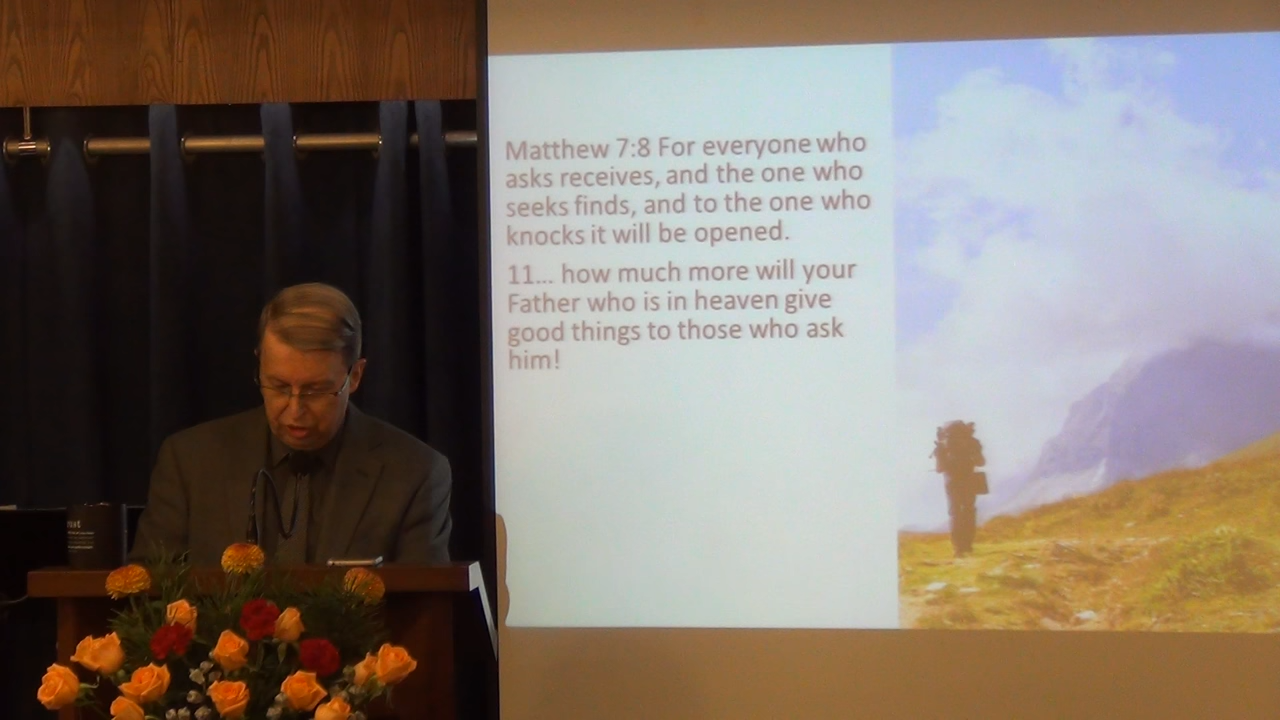 Matthew 7:8 For everyone who
asks receives, and the one who
seeks finds, and to the one who
knocks it will be opened.
11... how much more will your
Father who is in heaven give
good things to those who ask
him!